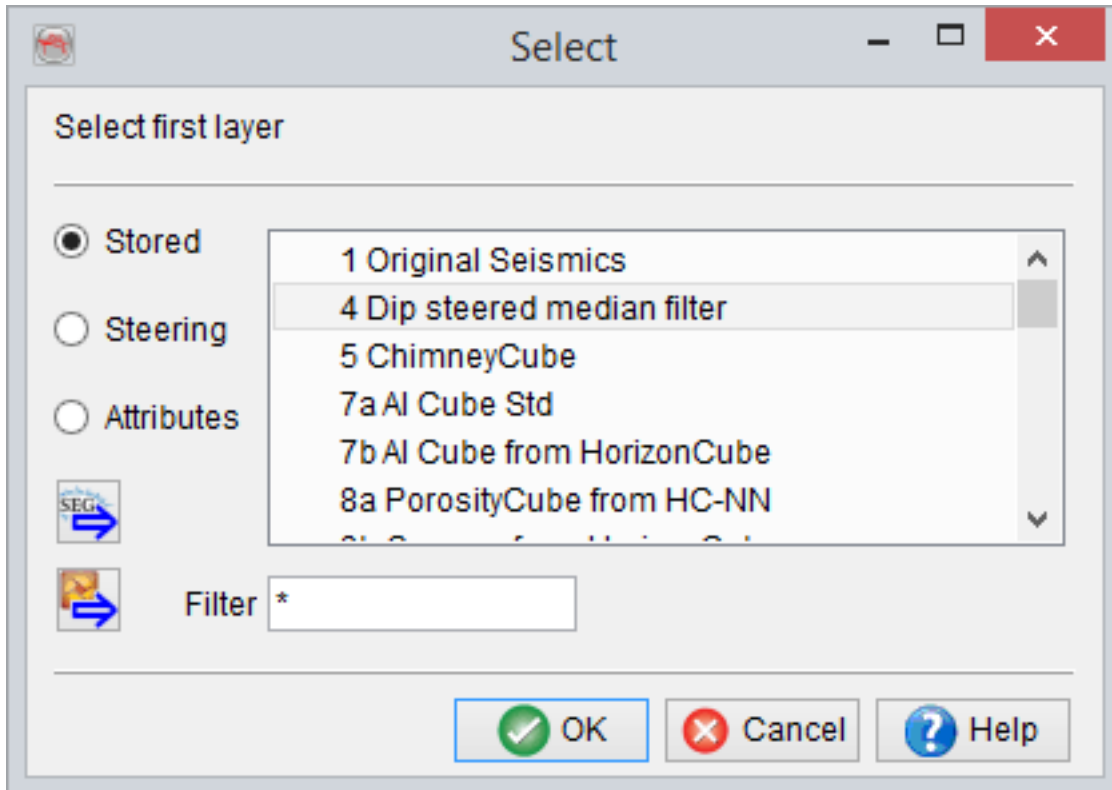 Select
Select first layer
Stored
Steering
Attributes
1 Original Seismics
4 Dip steered median filter
5 ChimneyCube
7a AI Cube Std
7b AI Cube from HorizonCube
8a PorosityCube from HC-NN
SEG
Filter *
OK Cancel Help